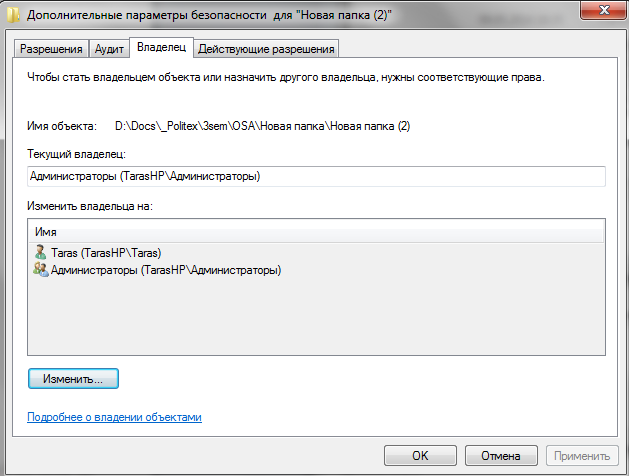 Дополнительные параметры безопасности для "Новая папка (2)"
Разрешения Аудит Владелец Действующие разрешения
Чтобы стать владельцем объекта или назначить другого владельца, нужны соответствующие права.
Имя объекта: D:\Docs\_Politex\3sem\OSA\Новая папка\Новая папка (2)
Текущий владелец:
Администраторы (TarasHP\Администраторы)
Изменить владельца на:
Имя
Taras (TarasHP\Taras)
Администраторы (TarasHP\Администраторы)
Изменить...
Подробнее о владении объектами
OK Отмена Применить